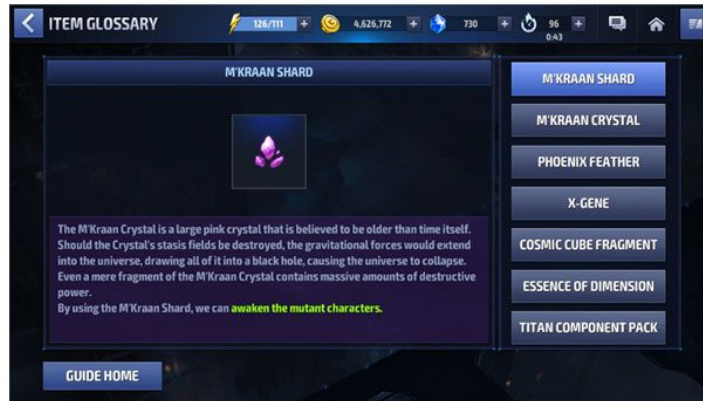 ITEM GLOSSARY
126/111
4,626,772
730
96
0:43
M'KRAAN SHARD
The M'Kraan Crystal is a large pink crystal that is believed to be older than time itself.
Should the Crystal's stasis fields be destroyed, the gravitational forces would extend
into the universe, drawing all of it into a black hole, causing the universe to collapse.
Even a mere fragment of the M'Kraan Crystal contains massive amounts of destructive
power.
By using the M'Kraan Shard, we can awaken the mutant characters.
M'KRAAN SHARD
M'KRAAN CRYSTAL
PHOENIX FEATHER
X-GENE
COSMIC CUBE FRAGMENT
ESSENCE OF DIMENSION
TITAN COMPONENT PACK
GUIDE HOME